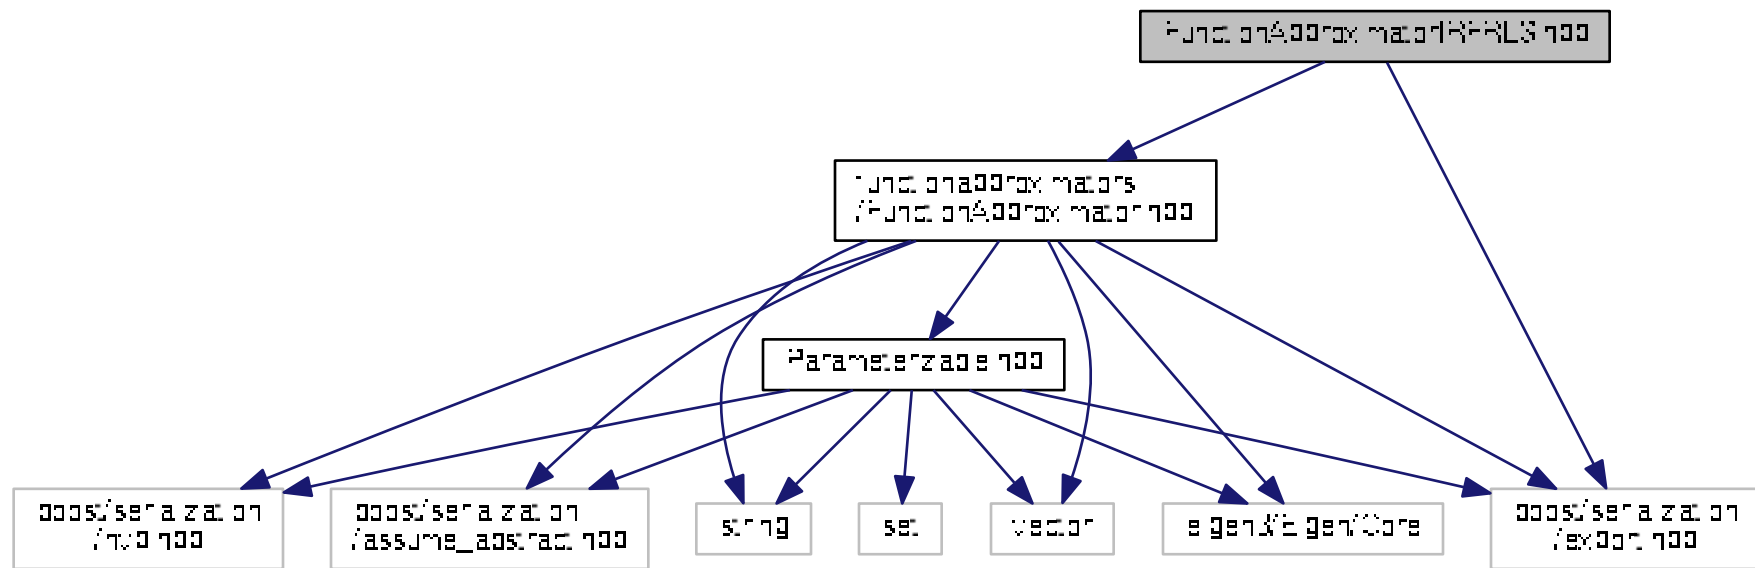 FunctionApproximatorIRFRLS.hpp
functionapproximators
/FunctionApproximator.hpp
Parameterizable.hpp
boost/serialization
/nvp.hpp
boost/serialization
/assume_abstract.hpp
string
set
vector
eigen3/Eigen/Core
boost/serialization
/export.hpp